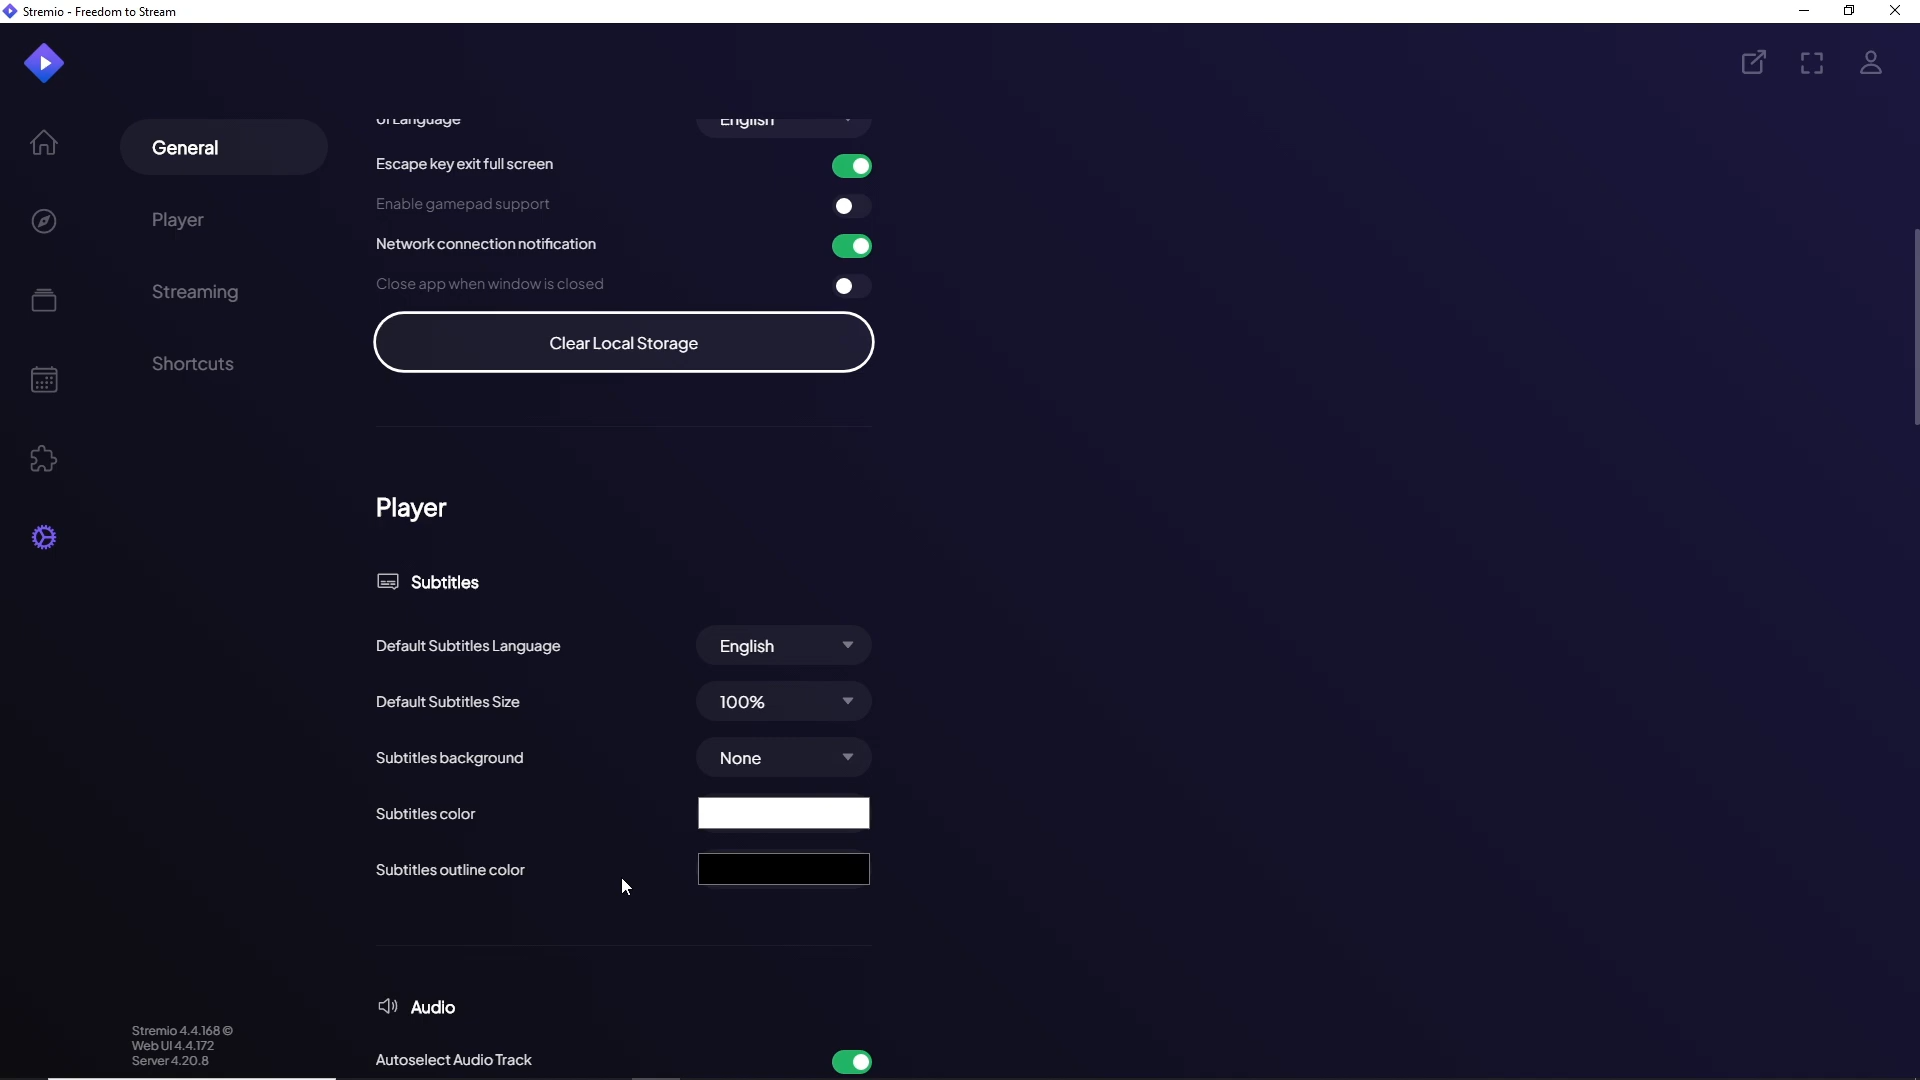 Stremio - Freedom to Stream
General
Player
Streaming
Shortcuts
UI Language English
Escape key exit full screen
Enable gamepad support
Network connection notification
Close app when window is closed
Clear Local Storage
Player
Subtitles
Default Subtitles Language English
Default Subtitles Size 100%
Subtitles background None
Subtitles color
Subtitles outline color
Audio
Autoselect Audio Track
Stremio 4.4.168 ©
Web UI 4.4.172
Server 4.20.8